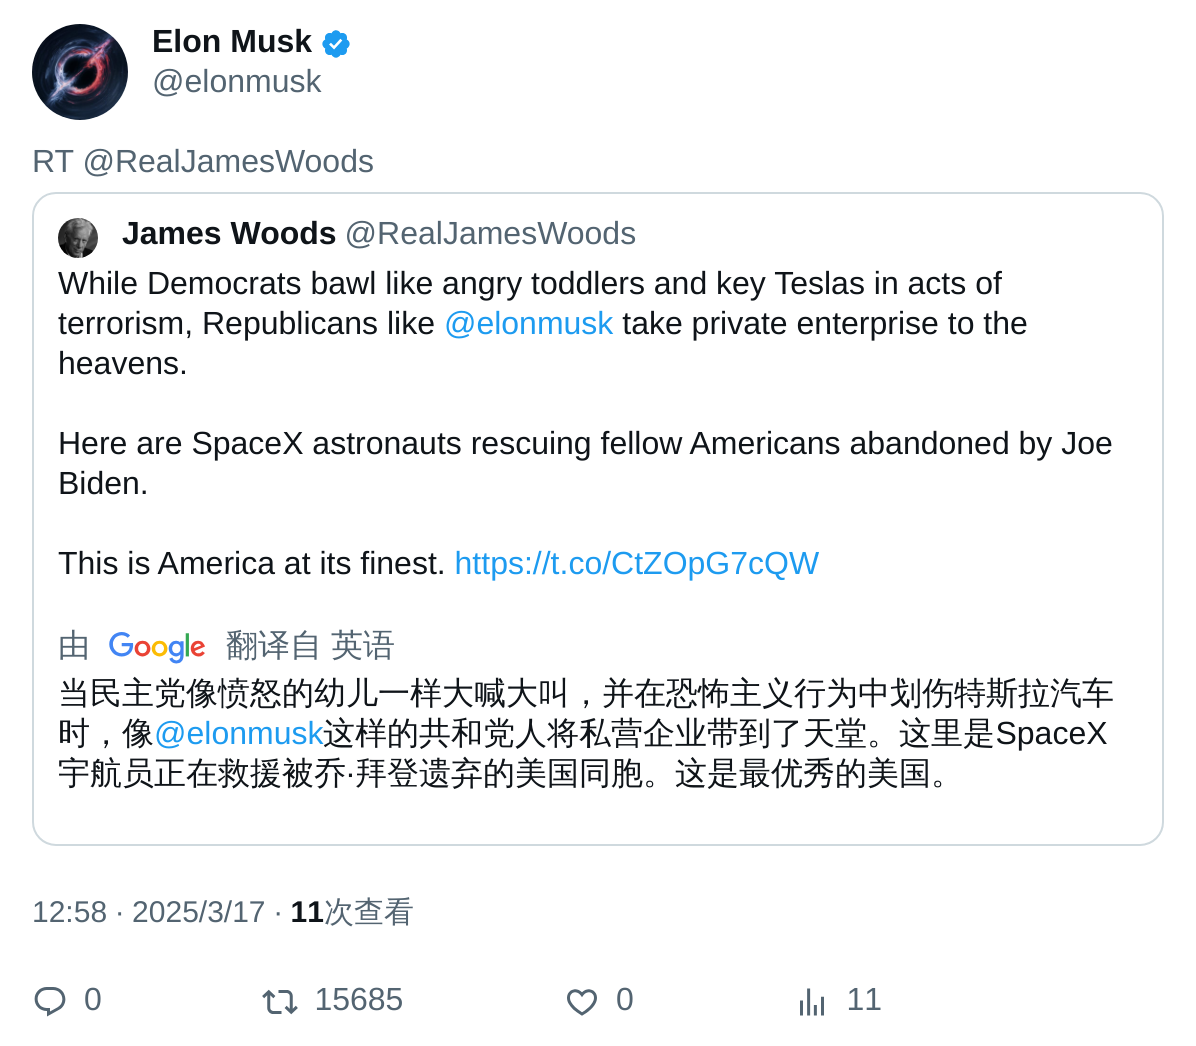 Elon Musk
@elonmusk
RT @RealJamesWoods
James Woods @RealJamesWoods
While Democrats bawl like angry toddlers and key Teslas in acts of
terrorism, Republicans like @elonmusk take private enterprise to the
heavens.
Here are SpaceX astronauts rescuing fellow Americans abandoned by Joe
Biden.
This is America at its finest. https://t.co/CtZOpG7cQW
由 Google 翻译自 英语
当民主党像愤怒的幼儿一样大喊大叫，并在恐怖主义行为中划伤特斯拉汽车
时，像@elonmusk这样的共和党人将私营企业带到了天堂。这里是SpaceX
宇航员正在救援被乔·拜登遗弃的美国同胞。这是最优秀的美国。
12:58 · 2025/3/17 · 11次查看
0 15685 0 11